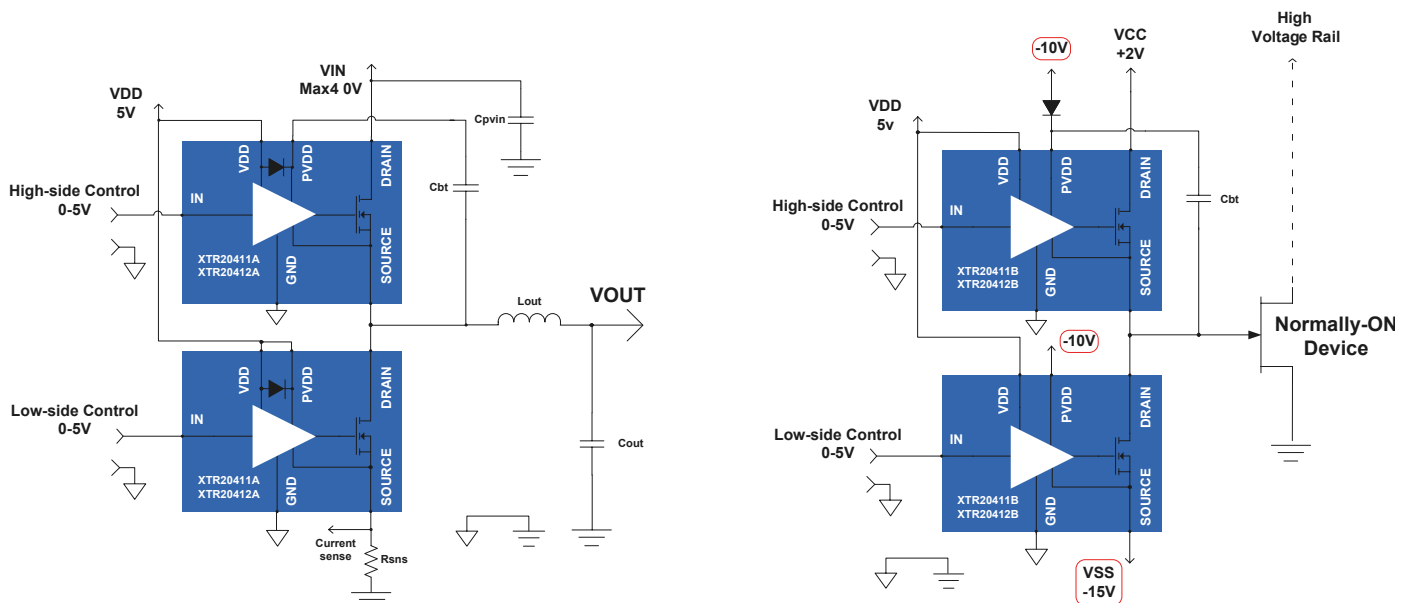 VIN
Max4 0V
VDD
5V
Cpvin
VDD
PVDD
DRAIN
Cbt
High-side Control
0-5V
IN
XTR20411A
XTR20412A
GND
SOURCE
Lout
VOUT
VDD
PVDD
DRAIN
Low-side Control
0-5V
IN
XTR20411A
XTR20412A
GND
SOURCE
Cout
Current
sense
Rsns
High
Voltage Rail
-10V
VCC
+2V
VDD
5v
VDD
PVDD
DRAIN
Cbt
High-side Control
0-5V
IN
XTR20411B
XTR20412B
GND
SOURCE
Normally-ON
Device
-10V
VDD
PVDD
DRAIN
Low-side Control
0-5V
IN
XTR20411B
XTR20412B
GND
SOURCE
VSS
-15V